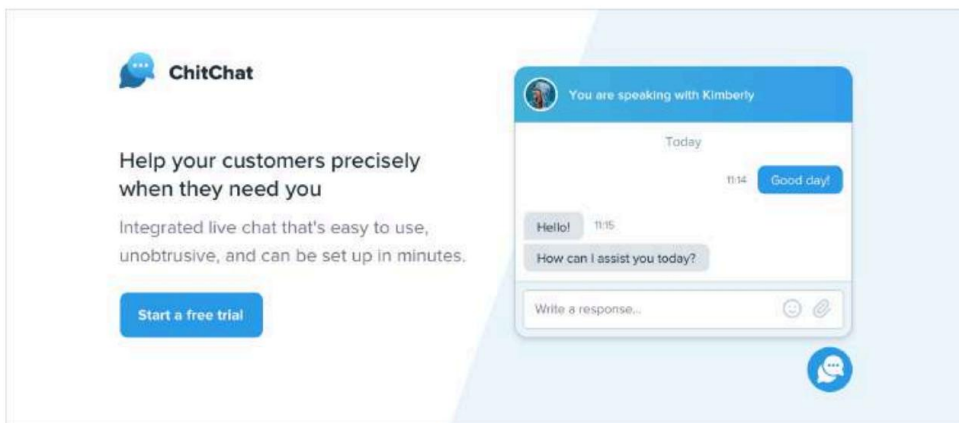 ChitChat
Help your customers precisely
when they need you
Integrated live chat that's easy to use,
unobtrusive, and can be set up in minutes.
Start a free trial
You are speaking with Kimberly
Today
11:14 Good day!
Hello! 11:15
How can I assist you today?
Write a response...